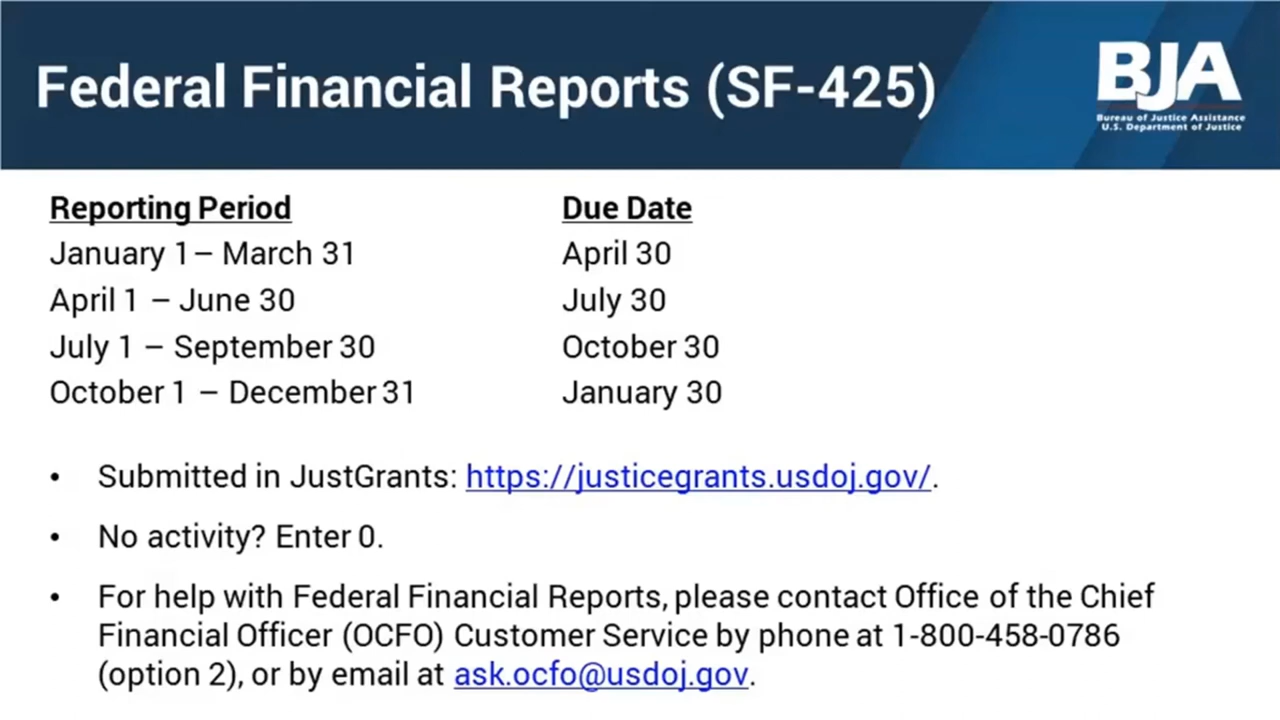 Federal Financial Reports (SF-425)
BJA
Bureau of Justice Assistance
U.S. Department of Justice
Reporting Period Due Date
January 1 – March 31 April 30
April 1 – June 30 July 30
July 1 – September 30 October 30
October 1 – December 31 January 30
• Submitted in JustGrants: https://justicegrants.usdoj.gov/.
• No activity? Enter 0.
• For help with Federal Financial Reports, please contact Office of the Chief
Financial Officer (OCFO) Customer Service by phone at 1-800-458-0786
(option 2), or by email at ask.ocfo@usdoj.gov.